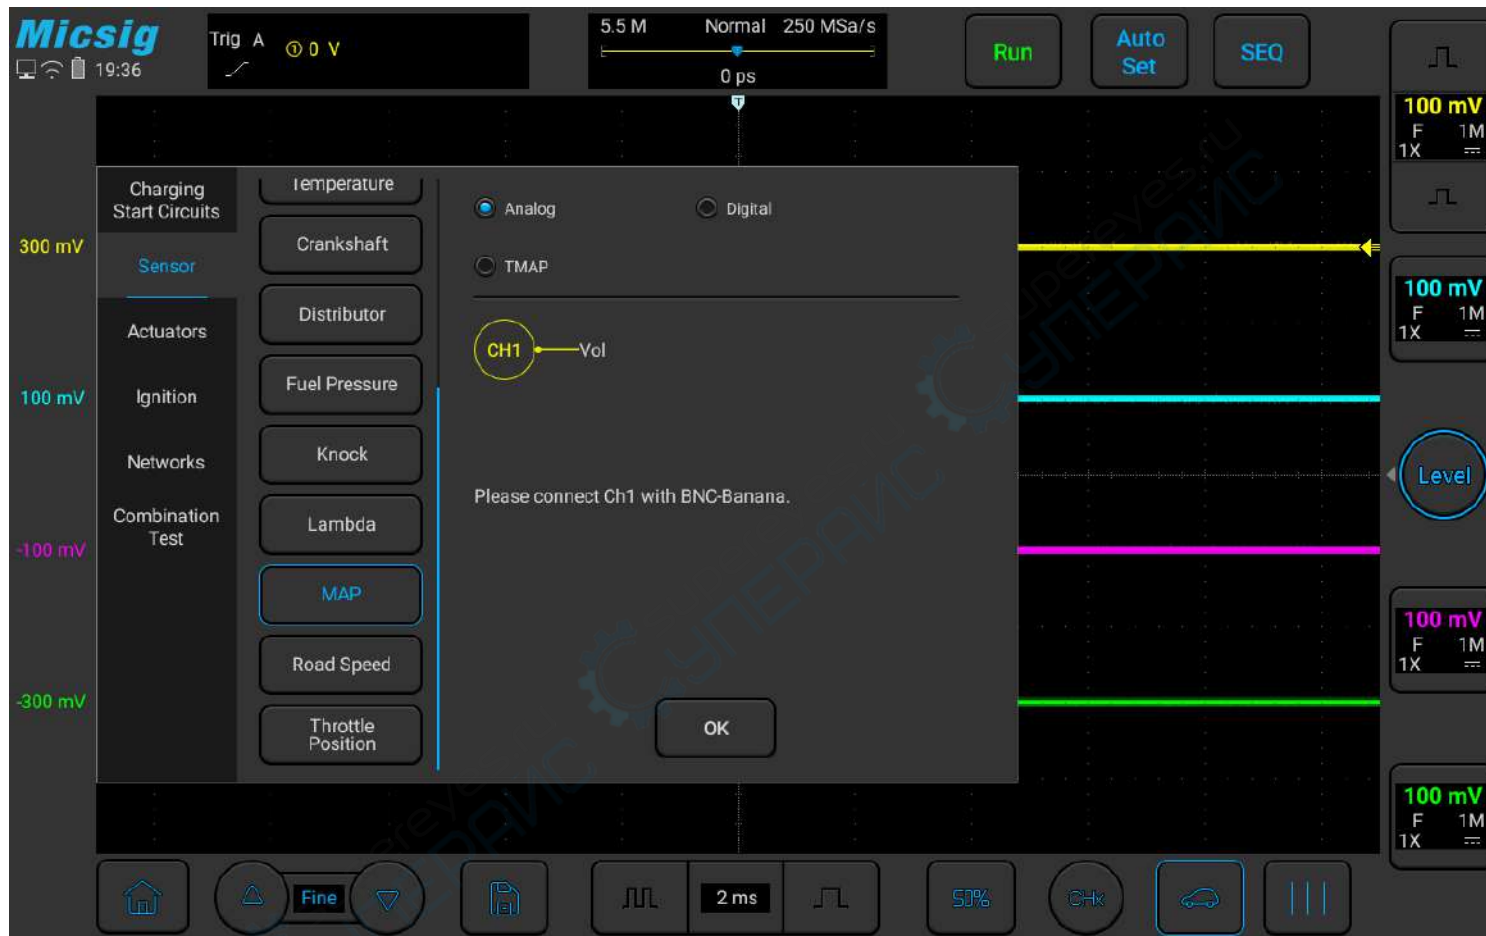 Micsig
19:36
Trig A ① 0 V
5.5 M Normal 250 MSa/s
T
0 ps
Run
Auto
Set
SEQ
T
100 mV
F 1M
1X
300 mV
100 mV
-100 mV
-300 mV
Charging
Start Circuits
Sensor
Actuators
Ignition
Networks
Combination
Test
Temperature
Crankshaft
Distributor
Fuel Pressure
Knock
Lambda
MAP
Road Speed
Throttle
Position
Analog
Digital
TMAP
CH1 Vol
Please connect Ch1 with BNC-Banana.
OK
100 mV
F 1M
1X
Level
100 mV
F 1M
1X
100 mV
F 1M
1X
Fine
2 ms
50%
CHx
supereyes.ru
СУПЕРАЙС